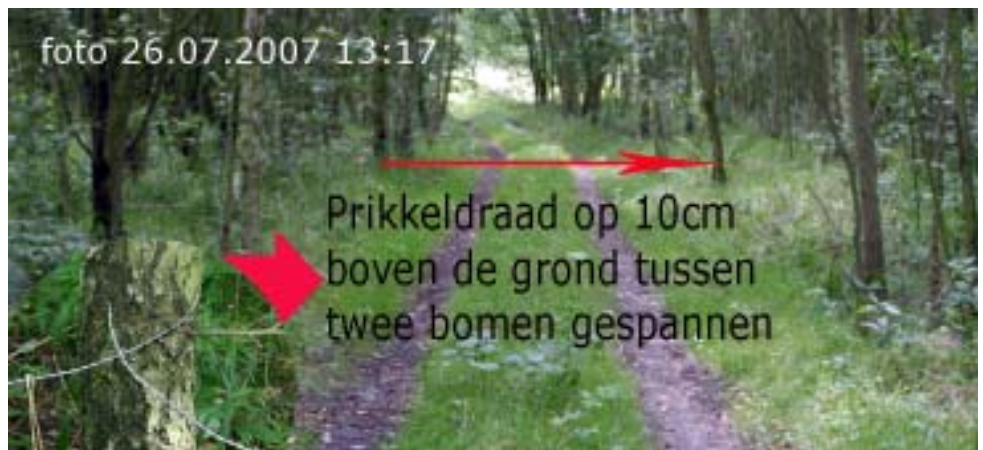 foto 26.07.2007 13:17
Prikkeldraad op 10cm
boven de grond tussen
twee bomen gespannen